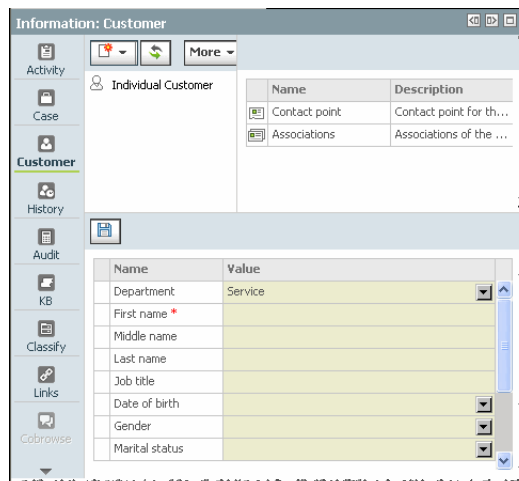 Information: Customer
Activity
Case
Customer
History
Audit
KB
Classify
Links
Cobrowse
More
Individual Customer
Name Description
Contact point Contact point for th...
Associations Associations of the ...
Name Value
Department Service
First name *
Middle name
Last name
Job title
Date of birth
Gender
Marital status